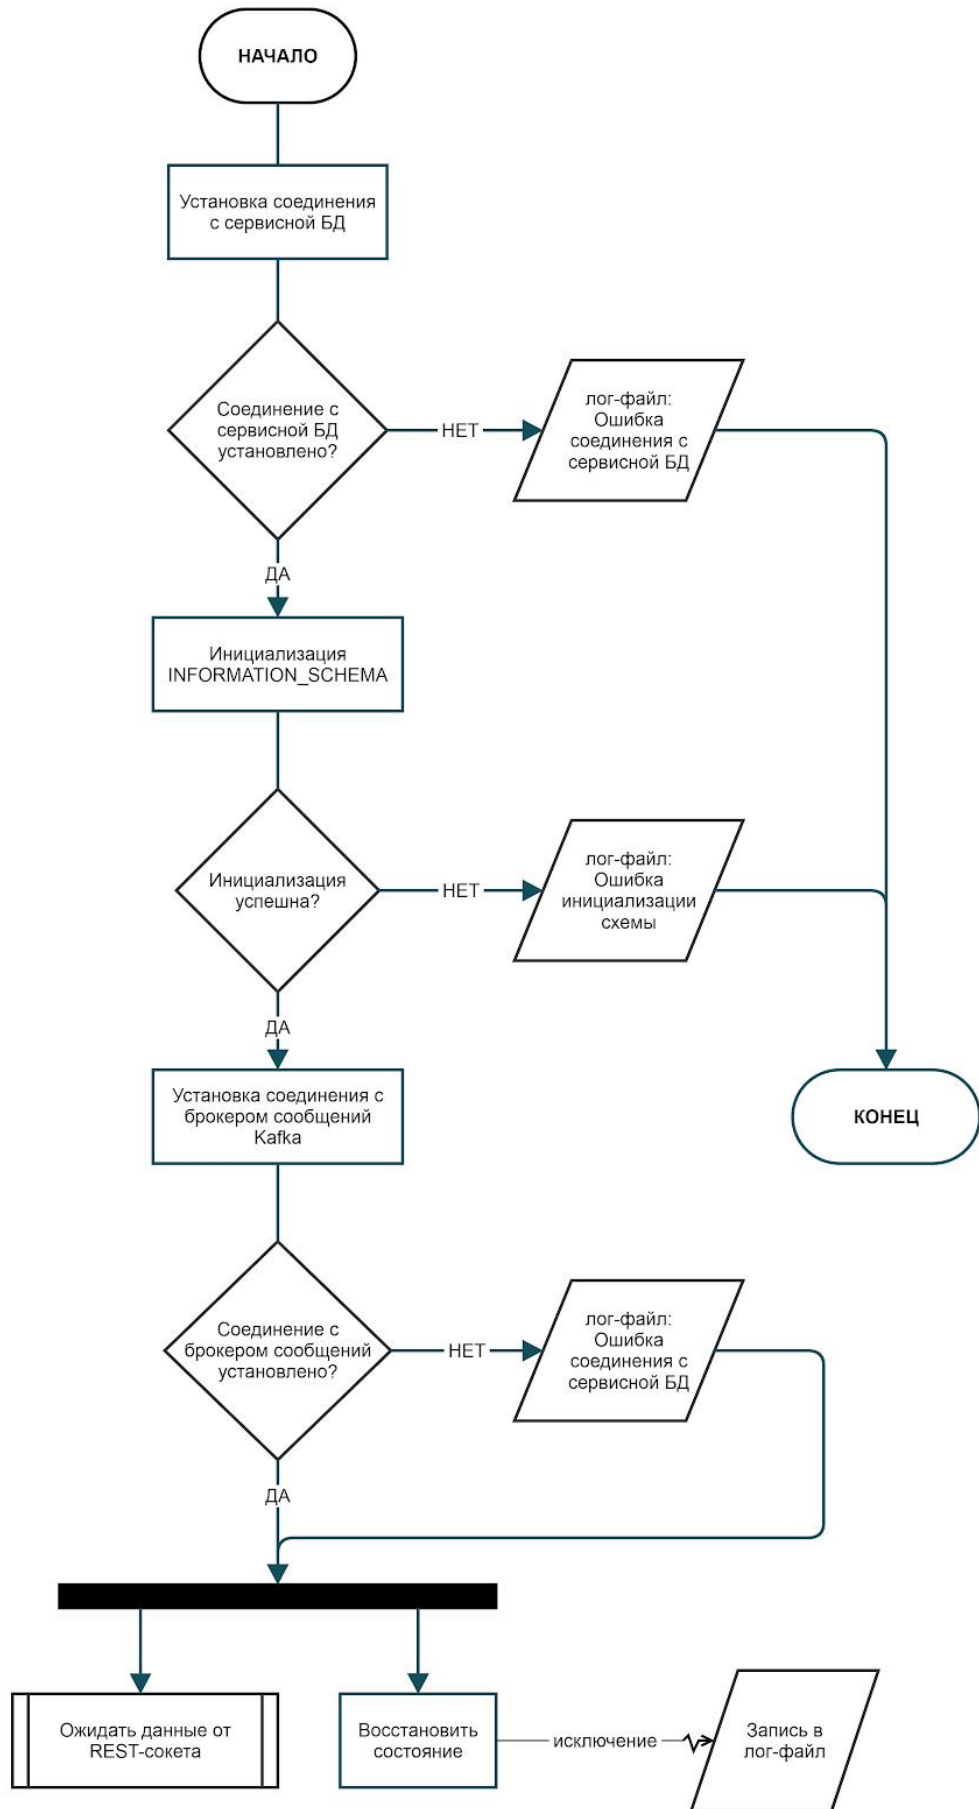 НАЧАЛО
Установка соединения
с сервисной БД
Соединение с
сервисной БД
установлено?
НЕТ
лог-файл:
Ошибка
соединения с
сервисной БД
ДА
Инициализация
INFORMATION_SCHEMA
Инициализация
успешна?
НЕТ
лог-файл:
Ошибка
инициализации
схемы
ДА
Установка соединения с
брокером сообщений
Kafka
КОНЕЦ
Соединение с
брокером сообщений
установлено?
НЕТ
лог-файл:
Ошибка
соединения с
сервисной БД
ДА
Ожидать данные от
REST-сокета
Восстановить
состояние
исключение
Запись в
лог-файл